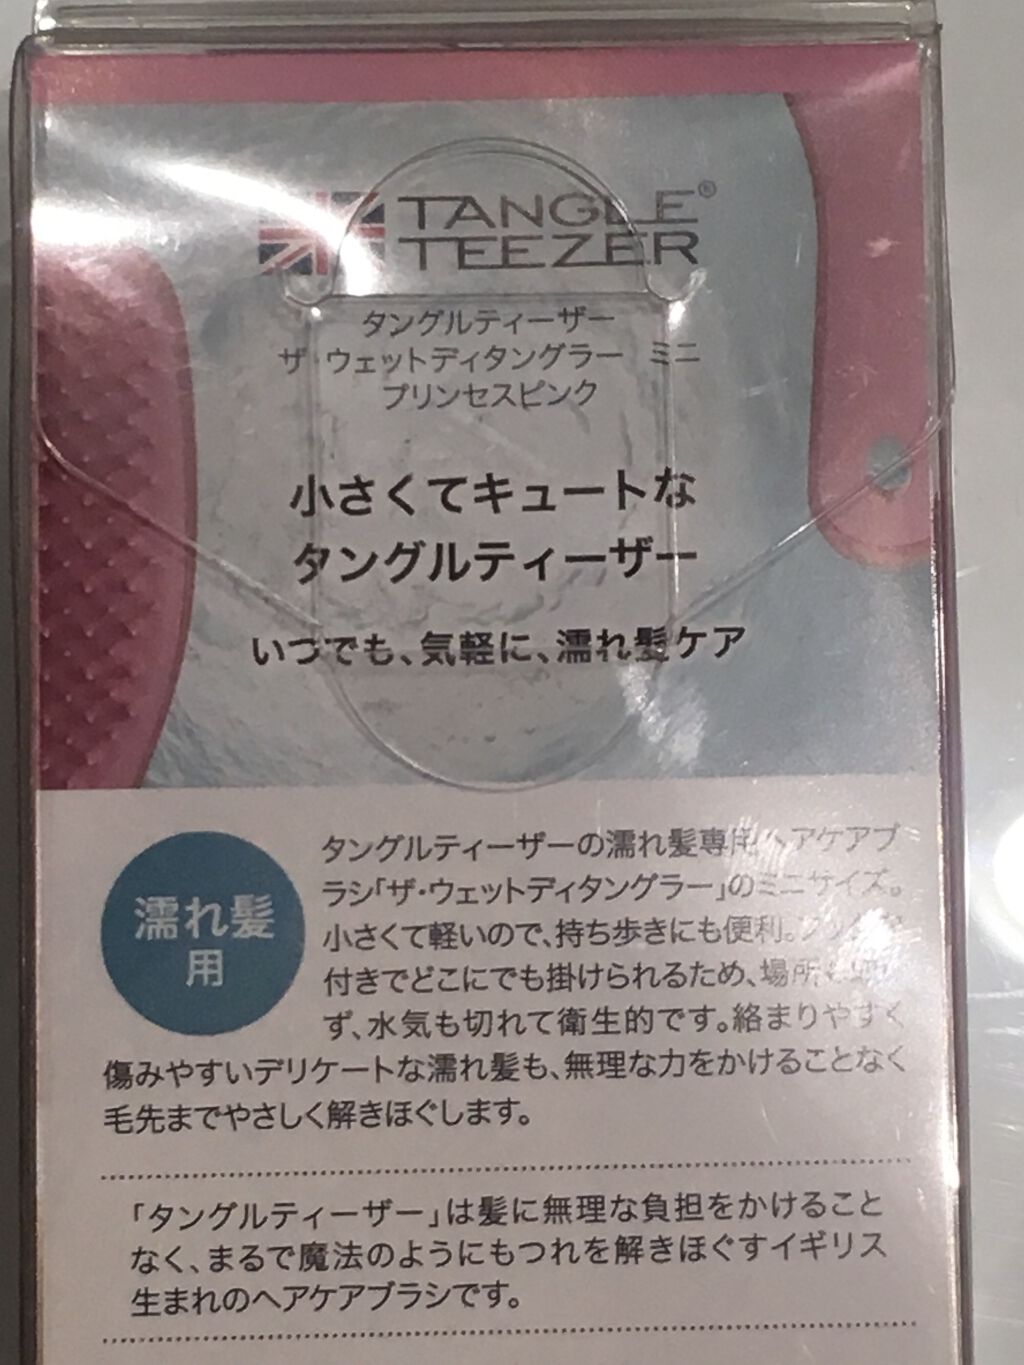 TANGLE®
TEEZER
タングルティーザー
ザ・ウェットディタングラー ミニ
プリンセスピンク
小さくてキュートな
タングルティーザー
いつでも、気軽に、濡れ髪ケア
濡れ髪
用
タングルティーザーの濡れ髪専用ヘアケアブ
ラシ「ザ・ウェットディタングラー」のミニサイズ。
小さくて軽いので、持ち歩きにも便利。
付きでどこにでも掛けられるため、場所
ず、水気も切れて衛生的です。絡まりやすく
傷みやすいデリケートな濡れ髪も、無理な力をかけることなく
毛先までやさしく解きほぐします。
「タングルティーザー」は髪に無理な負担をかけること
なく、まるで魔法のようにもつれを解きほぐすイギリス
生まれのヘアケアブラシです。